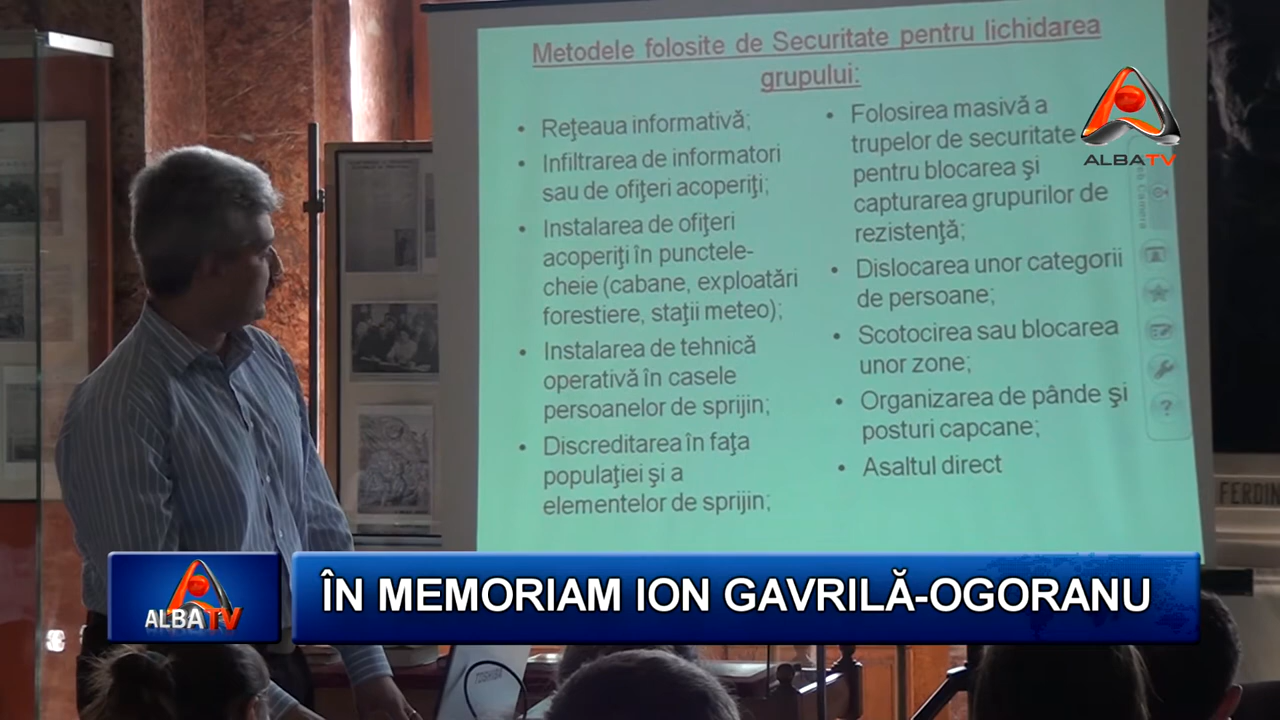 Metodele folosite de Securitate pentru lichidarea
grupului:
• Reţeaua informativă;
• Infiltrarea de informatori
sau de ofiţeri acoperiţi;
• Instalarea de ofiţeri
acoperiţi în punctele-
cheie (cabane, exploatări
forestiere, staţii meteo);
• Instalarea de tehnică
operativă în casele
persoanelor de sprijin;
• Discreditarea în faţa
populaţiei şi a
elementelor de sprijin;
• Folosirea masivă a
trupelor de securitate
pentru blocarea şi
capturarea grupurilor de
rezistenţă;
• Dislocarea unor categorii
de persoane;
• Scotocirea sau blocarea
unor zone;
• Organizarea de pânde şi
posturi capcane;
• Asaltul direct
ALBA TV
Camera
?
TOSHIBA
ALBA TV
ÎN MEMORIAM ION GAVRILĂ-OGORANU